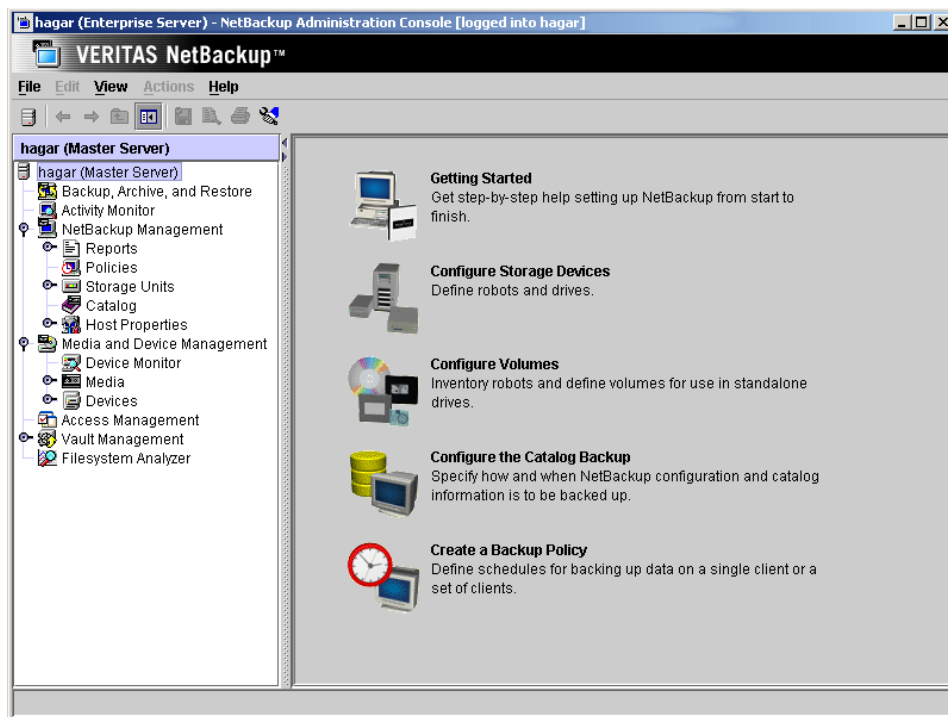 hagar (Enterprise Server) - NetBackup Administration Console [logged into hagar]
VERITAS NetBackup™
File Edit View Actions Help
hagar (Master Server)
hagar (Master Server)
Backup, Archive, and Restore
Activity Monitor
NetBackup Management
Reports
Policies
Storage Units
Catalog
Host Properties
Media and Device Management
Device Monitor
Media
Devices
Access Management
Vault Management
Filesystem Analyzer
Getting Started
Get step-by-step help setting up NetBackup from start to
finish.
Configure Storage Devices
Define robots and drives.
Configure Volumes
Inventory robots and define volumes for use in standalone
drives.
Configure the Catalog Backup
Specify how and when NetBackup configuration and catalog
information is to be backed up.
Create a Backup Policy
Define schedules for backing up data on a single client or a
set of clients.